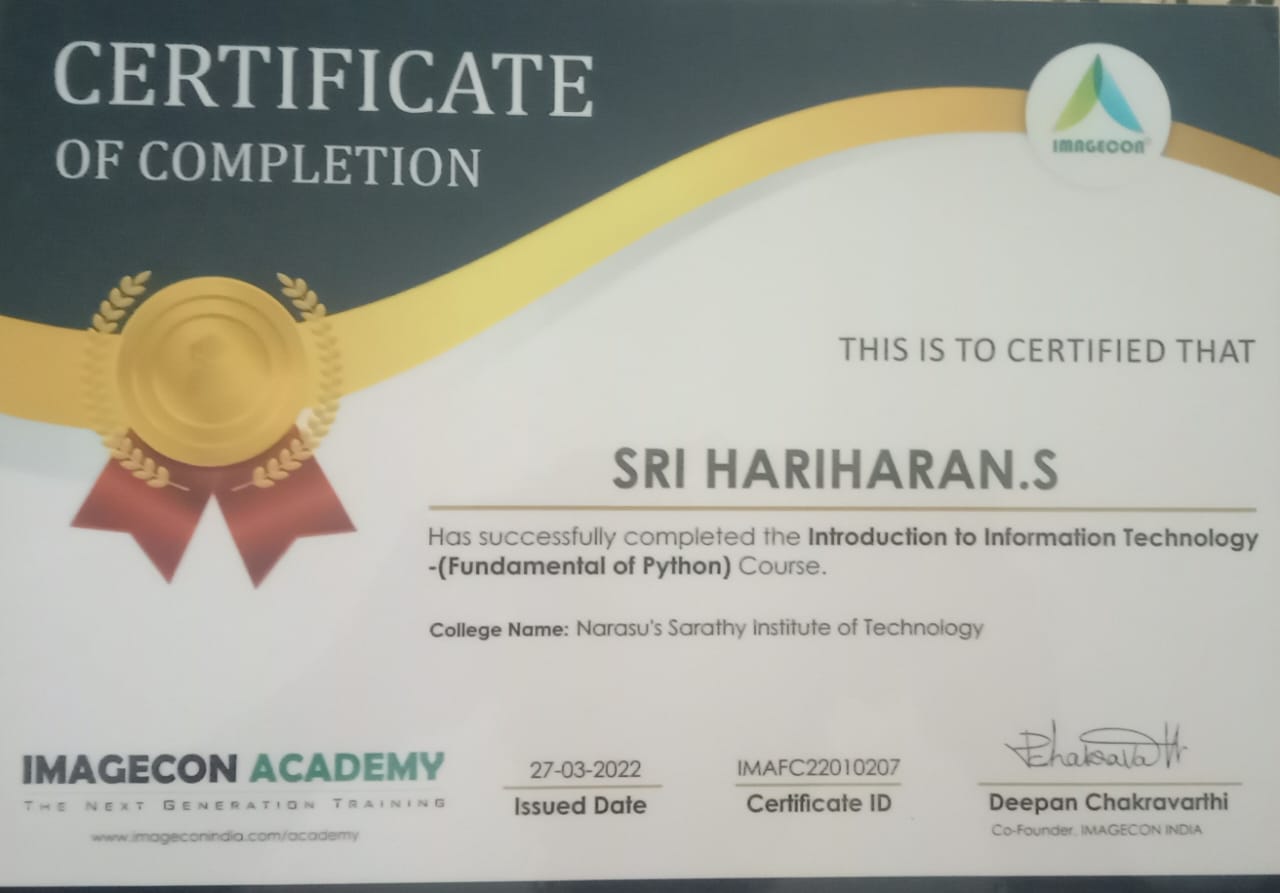 CERTIFICATE
OF COMPLETION
IMAGECON
THIS IS TO CERTIFIED THAT
SRI HARIHARAN.S
Has successfully completed the Introduction to Information Technology
-(Fundamental of Python) Course.
College Name: Narasu's Sarathy Institute of Technology
IMAGECON ACADEMY
THE NEXT GENERATION TRAINING
www.imageconindia.com/academy
27-03-2022
Issued Date
IMAFC22010207
Certificate ID
Deepan Chakravarthi
Co-Founder, IMAGECON INDIA